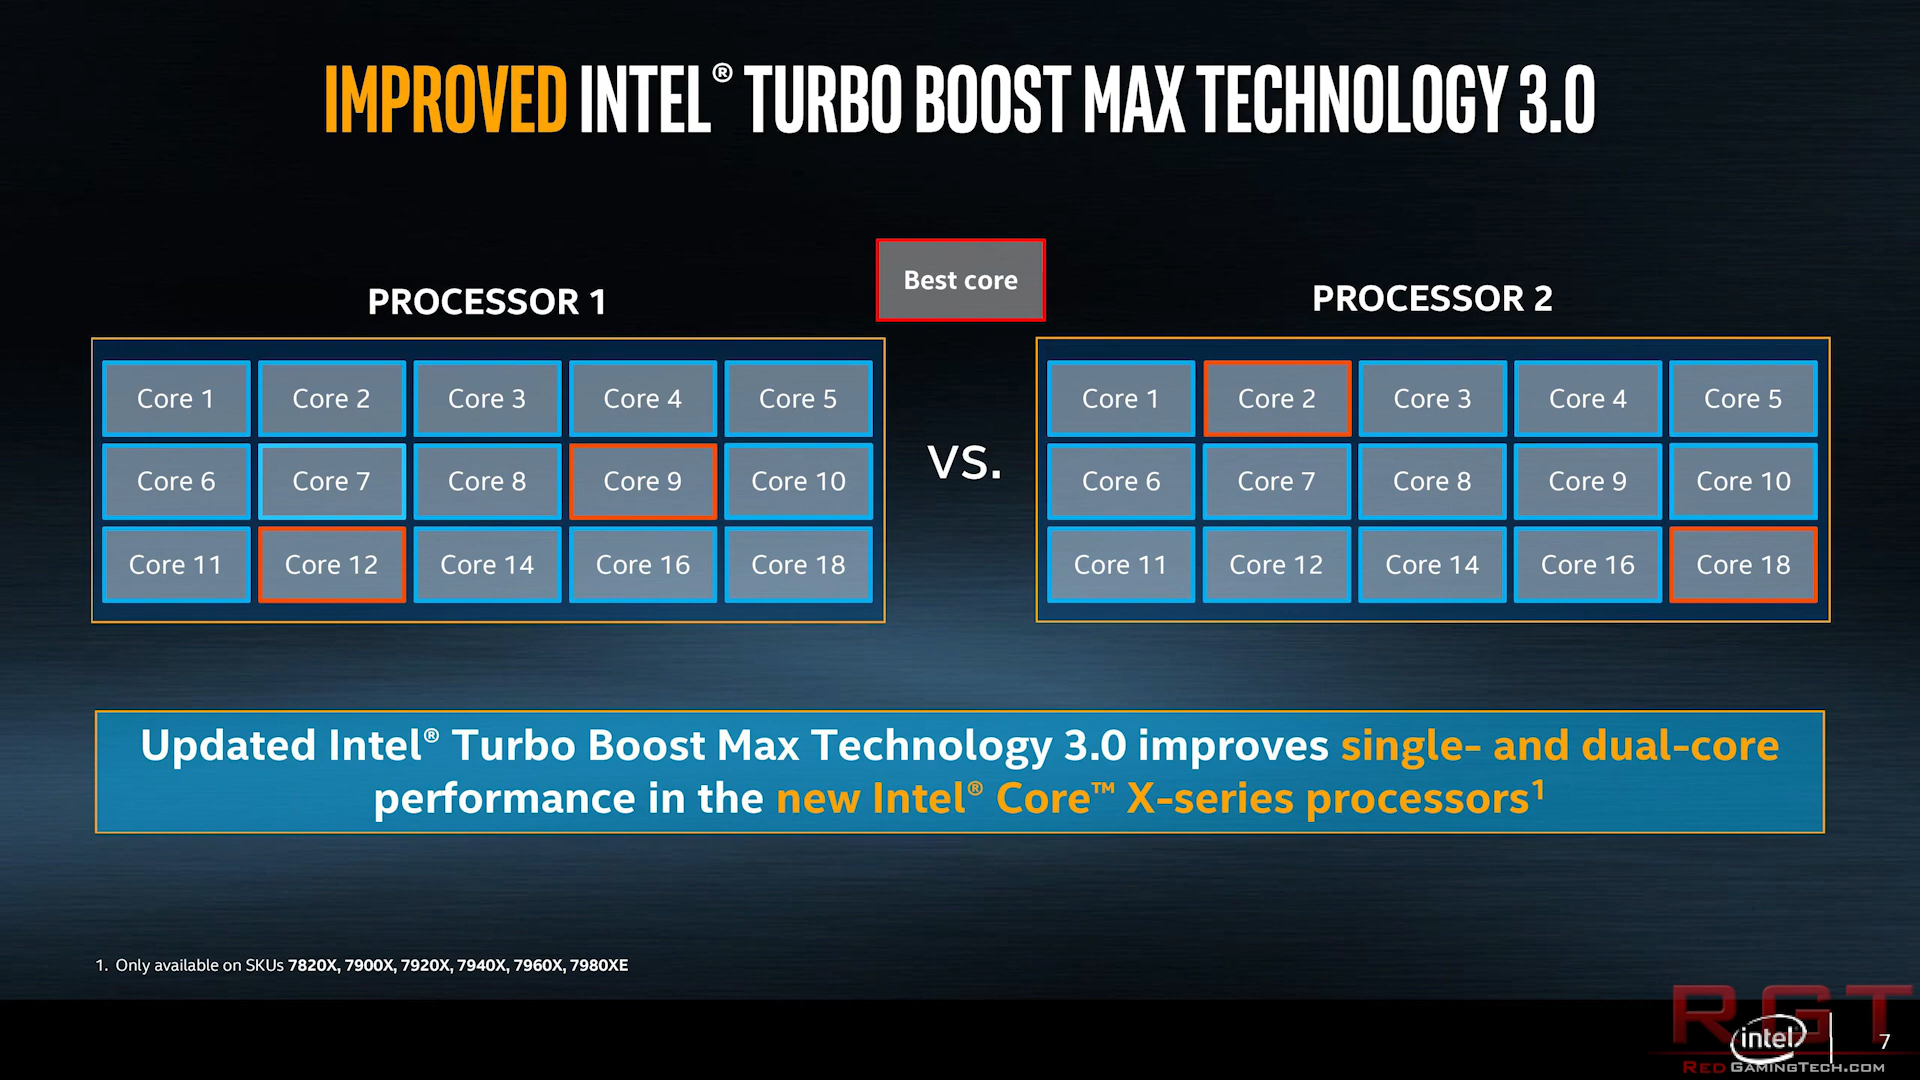 IMPROVED INTEL® TURBO BOOST MAX TECHNOLOGY 3.0
Best core
PROCESSOR 1
Core 1 Core 2 Core 3 Core 4 Core 5
Core 6 Core 7 Core 8 Core 9 Core 10
Core 11 Core 12 Core 14 Core 16 Core 18
VS.
PROCESSOR 2
Core 1 Core 2 Core 3 Core 4 Core 5
Core 6 Core 7 Core 8 Core 9 Core 10
Core 11 Core 12 Core 14 Core 16 Core 18
Updated Intel® Turbo Boost Max Technology 3.0 improves single- and dual-core
performance in the new Intel® Core™ X-series processors¹
1. Only available on SKUs 7820X, 7900X, 7920X, 7940X, 7960X, 7980XE
RGT
intel
7
REDGAMINGTECH.COM